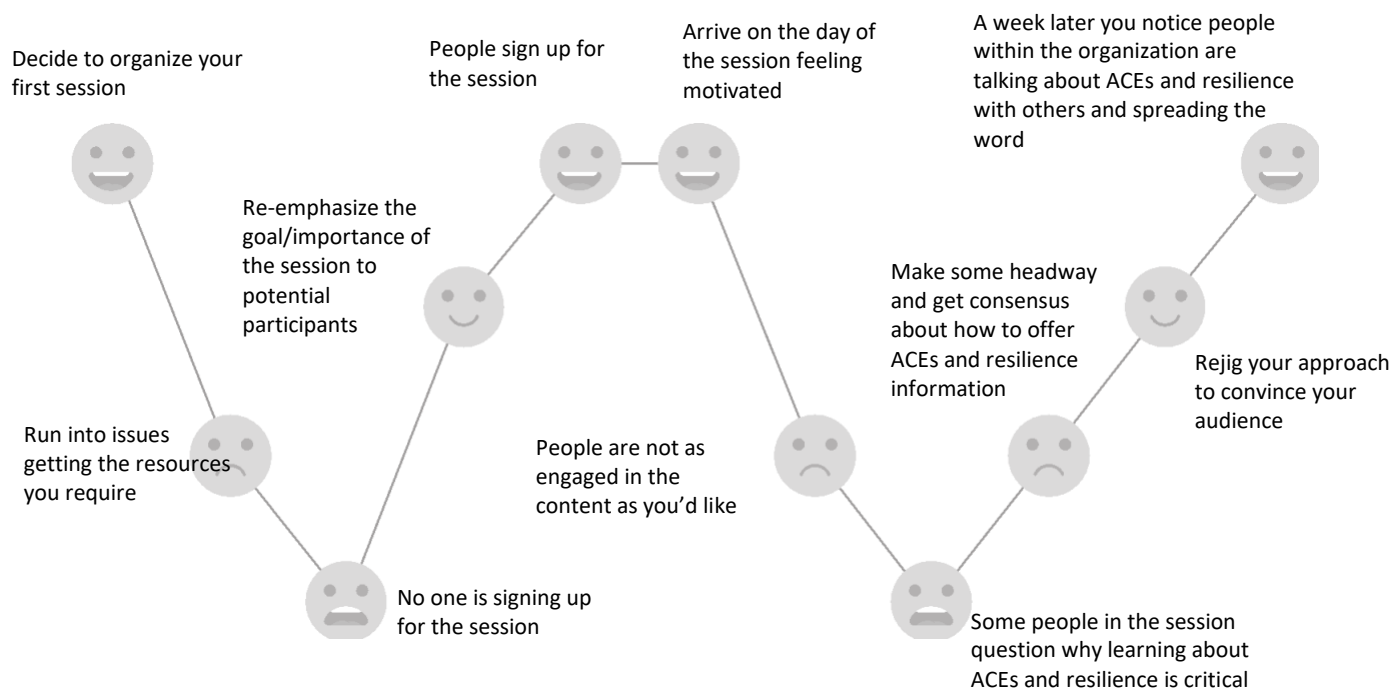 Decide to organize your
first session
Run into issues
getting the resources
you require
No one is signing up
for the session
Re-emphasize the
goal/importance of
the session to
potential
participants
People sign up for
the session
Arrive on the day of
the session feeling
motivated
People are not as
engaged in the
content as you’d like
Some people in the session
question why learning about
ACEs and resilience is critical
Make some headway
and get consensus
about how to offer
ACEs and resilience
information
Rejig your approach
to convince your
audience
A week later you notice people
within the organization are
talking about ACEs and resilience
with others and spreading the
word